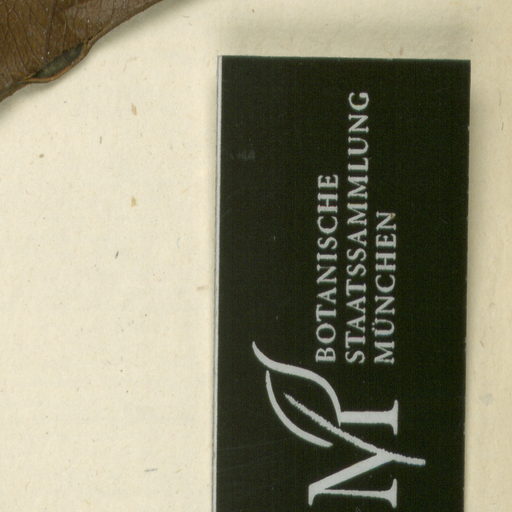 BOTANISCHE
STAATSSAMMLUNG
MÜNCHEN
M